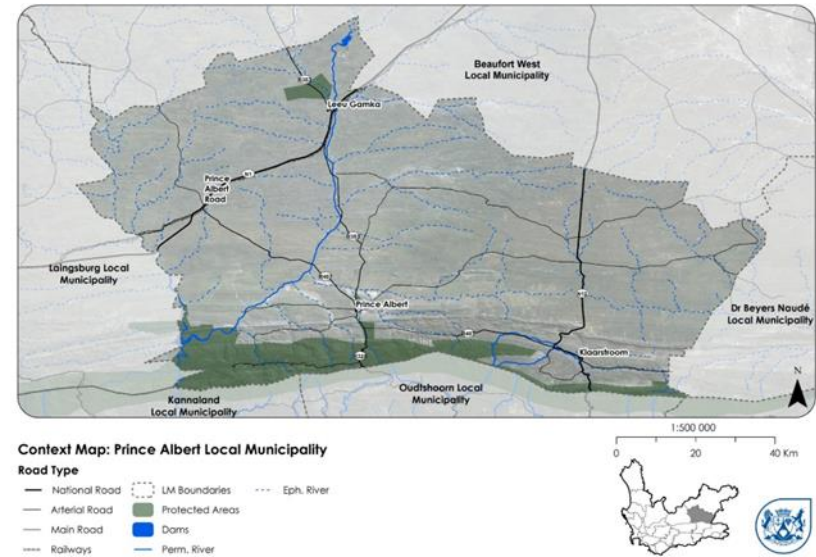 Beaufort West
Local Municipality
Leeu Gamka
Prince
Albert
Road
N1
Laingsburg Local
Municipality
Prince Albert
Dr Beyers Naudé
Local Municipality
Klaarstroom
Oudtshoorn Local
Municipality
Kannaland
Local Municipality
N
Context Map: Prince Albert Local Municipality
Road Type
National Road
LM Boundaries
Eph. River
Arterial Road
Protected Areas
Main Road
Dams
Railways
Perm. River
1:500 000
0 20 40 Km